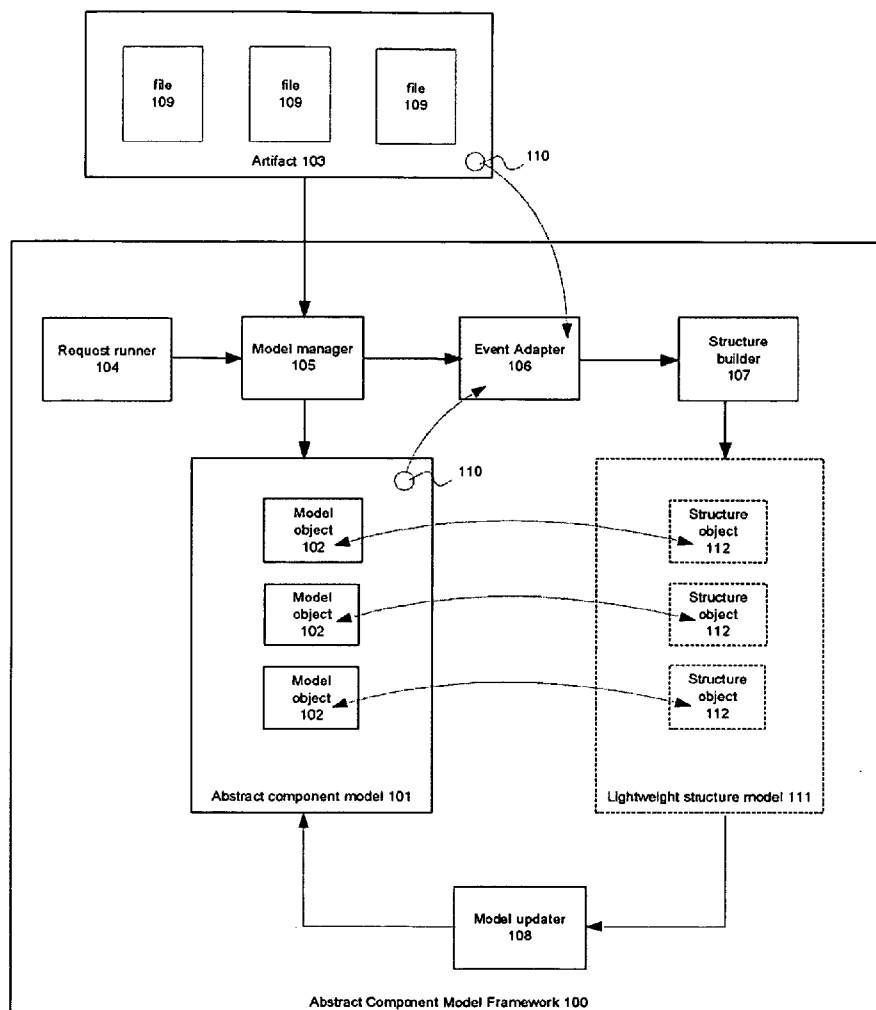 file
109
file
109
file
109
Artifact 103
110
Request runner
104
Model manager
105
Event Adapter
106
Structure
builder
107
110
Model
object
102
Structure
object
112
Model
object
102
Structure
object
112
Model
object
102
Structure
object
112
Abstract component model 101
Lightweight structure model 111
Model updater
108
Abstract Component Model Framework 100